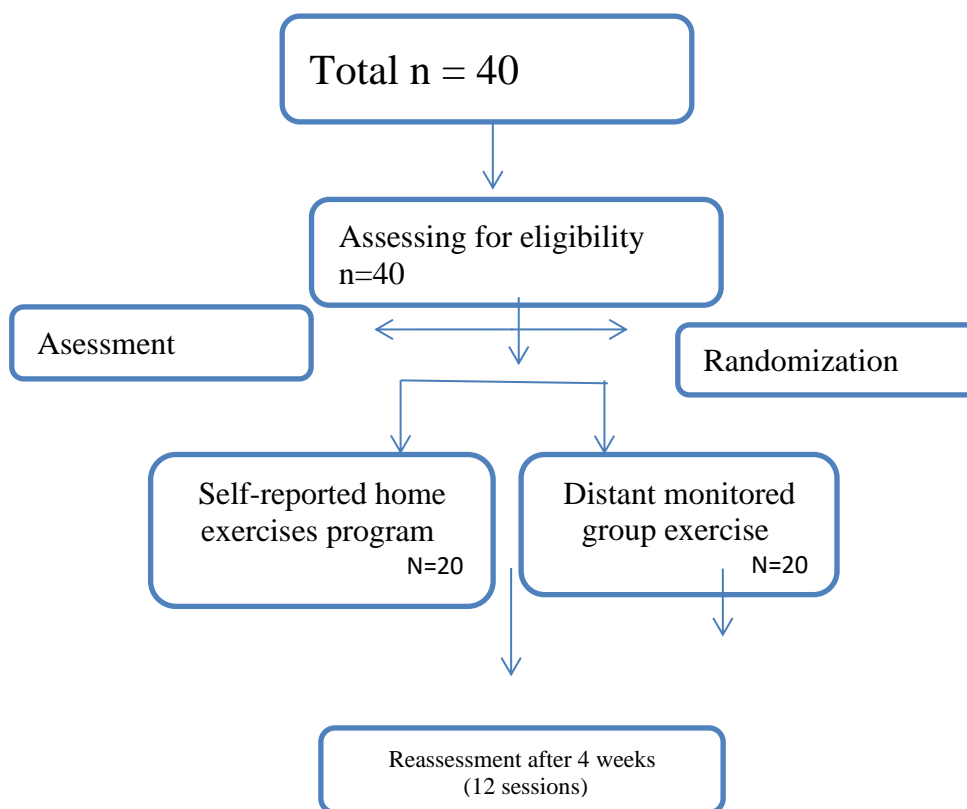 Total n = 40
Assessing for eligibility
n=40
Asessment
Randomization
Self-reported home
exercises program
N=20
Distant monitored
group exercise
N=20
Reassessment after 4 weeks
(12 sessions)